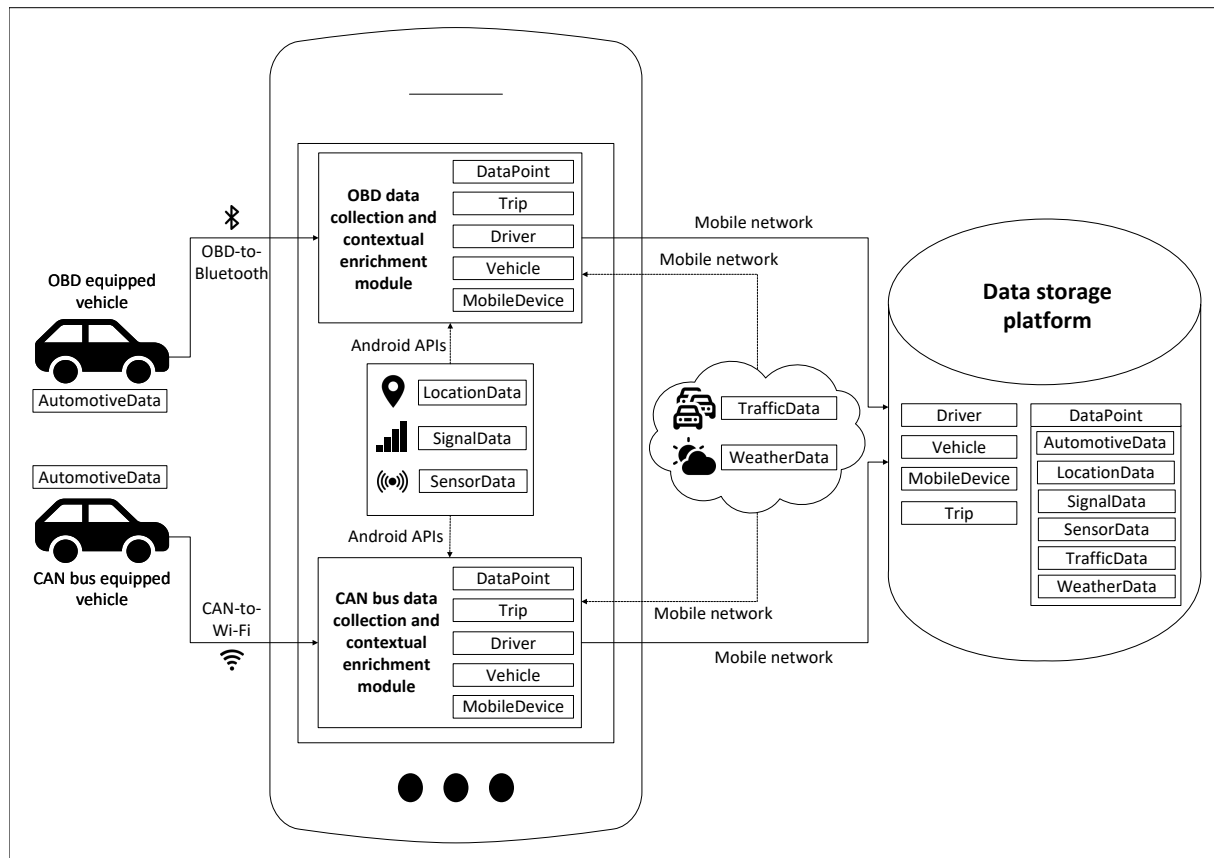 OBD equipped
vehicle
AutomotiveData
AutomotiveData
CAN bus equipped
vehicle
OBD-to-
Bluetooth
CAN-to-
Wi-Fi
OBD data
collection and
contextual
enrichment
module
DataPoint
Trip
Driver
Vehicle
MobileDevice
Android APIs
LocationData
SignalData
SensorData
Android APIs
CAN bus data
collection and
contextual
enrichment
module
DataPoint
Trip
Driver
Vehicle
MobileDevice
Mobile network
Mobile network
TrafficData
WeatherData
Mobile network
Mobile network
Data storage
platform
Driver
Vehicle
MobileDevice
Trip
DataPoint
AutomotiveData
LocationData
SignalData
SensorData
TrafficData
WeatherData